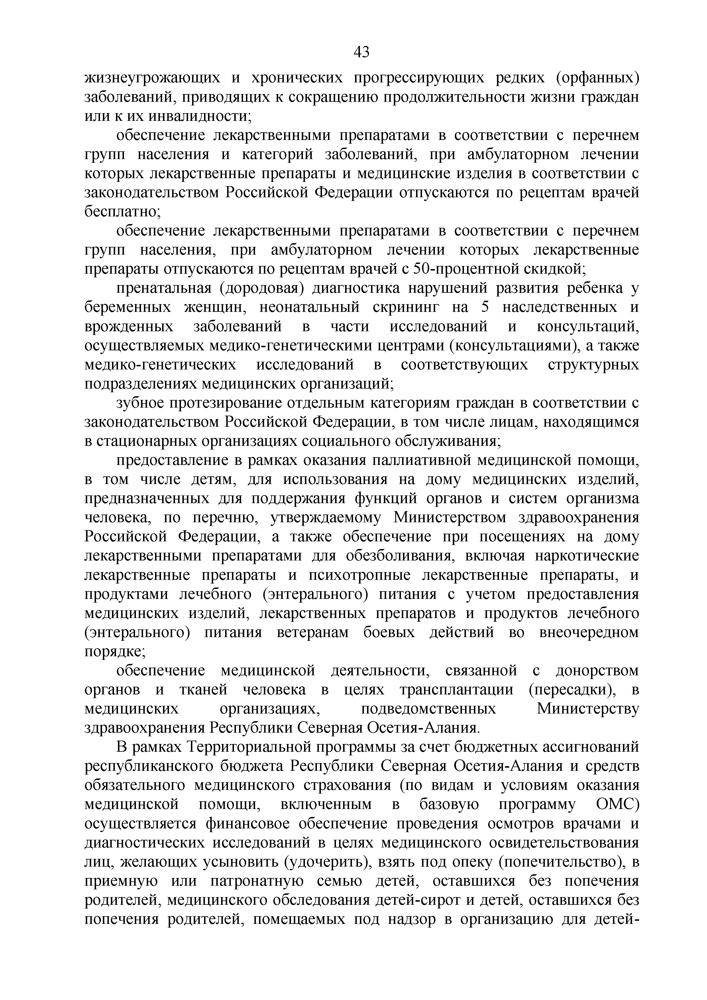 43
жизнеугрожающих и хронических прогрессирующих редких (орфанных)
заболеваний, приводящих к сокращению продолжительности жизни граждан
или к их инвалидности;
обеспечение лекарственными препаратами в соответствии с перечнем
групп населения и категорий заболеваний, при амбулаторном лечении
которых лекарственные препараты и медицинские изделия в соответствии с
законодательством Российской Федерации отпускаются по рецептам врачей
бесплатно;
обеспечение лекарственными препаратами в соответствии с перечнем
групп населения, при амбулаторном лечении которых лекарственные
препараты отпускаются по рецептам врачей с 50-процентной скидкой;
пренатальная (дородовая) диагностика нарушений развития ребенка у
беременных женщин, неонатальный скрининг на 5 наследственных и
врожденных заболеваний в части исследований и консультаций,
осуществляемых медико-генетическими центрами (консультациями), а также
медико-генетических исследований в соответствующих структурных
подразделениях медицинских организаций;
зубное протезирование отдельным категориям граждан в соответствии с
законодательством Российской Федерации, в том числе лицам, находящимся
в стационарных организациях социального обслуживания;
предоставление в рамках оказания паллиативной медицинской помощи,
в том числе детям, для использования на дому медицинских изделий,
предназначенных для поддержания функций органов и систем организма
человека, по перечню, утверждаемому Министерством здравоохранения
Российской Федерации, а также обеспечение при посещениях на дому
лекарственными препаратами для обезболивания, включая наркотические
лекарственные препараты и психотропные лекарственные препараты, и
продуктами лечебного (энтерального) питания с учетом предоставления
медицинских изделий, лекарственных препаратов и продуктов лечебного
(энтерального) питания ветеранам боевых действий во внеочередном
порядке;
обеспечение медицинской деятельности, связанной с донорством
органов и тканей человека в целях трансплантации (пересадки), в
медицинских организациях, подведомственных Министерству
здравоохранения Республики Северная Осетия-Алания.
В рамках Территориальной программы за счет бюджетных ассигнований
республиканского бюджета Республики Северная Осетия-Алания и средств
обязательного медицинского страхования (по видам и условиям оказания
медицинской помощи, включенным в базовую программу ОМС)
осуществляется финансовое обеспечение проведения осмотров врачами и
диагностических исследований в целях медицинского освидетельствования
лиц, желающих усыновить (удочерить), взять под опеку (попечительство), в
приемную или патронатную семью детей, оставшихся без попечения
родителей, медицинского обследования детей-сирот и детей, оставшихся без
попечения родителей, помещаемых под надзор в организацию для детей-